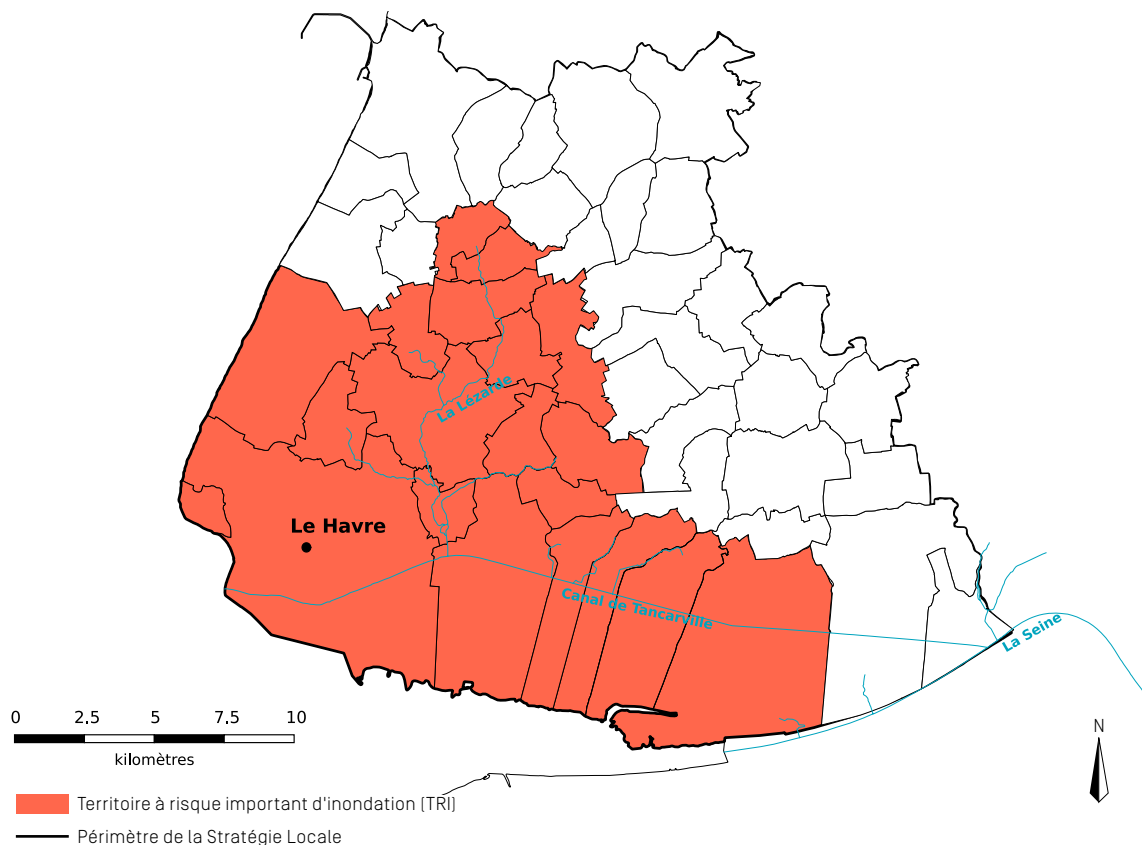 La Lézarde
Le Havre
Canal de Tancarville
La Seine
0 2.5 5 7.5 10
kilomètres
N
Territoire à risque important d'inondation (TRI)
Périmètre de la Stratégie Locale